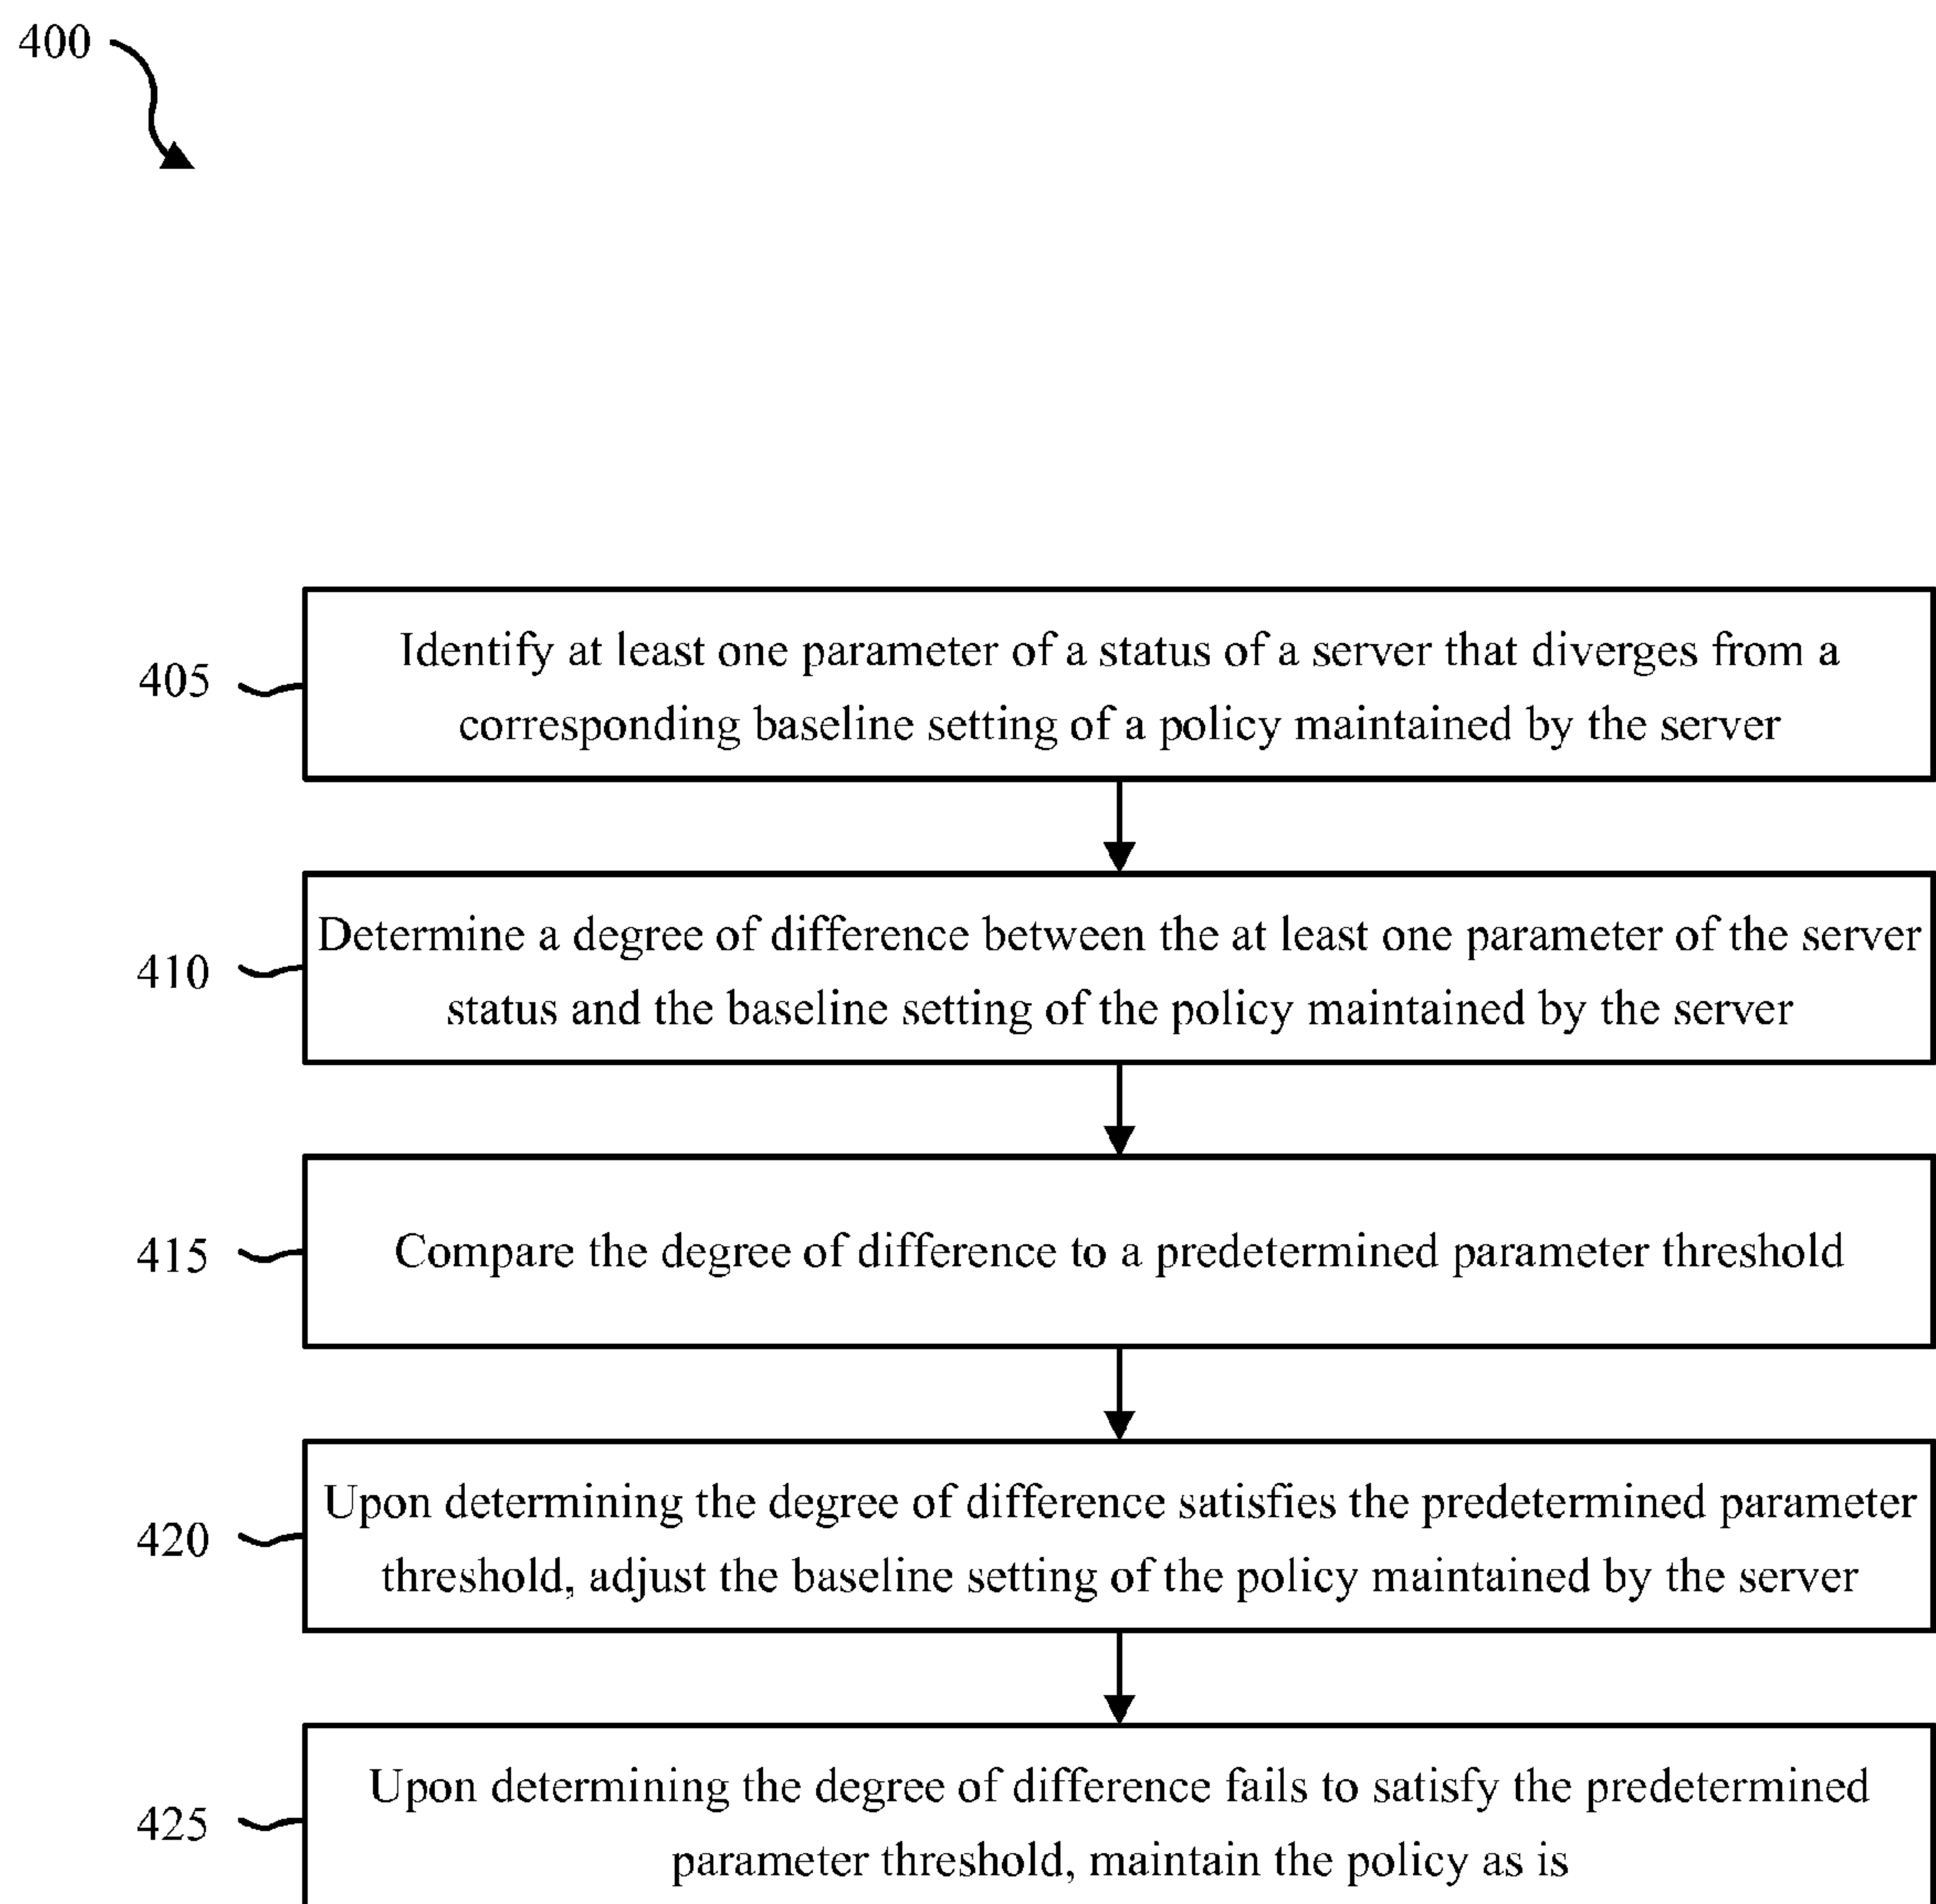 400
405
Identify at least one parameter of a status of a server that diverges from a
corresponding baseline setting of a policy maintained by the server
410
Determine a degree of difference between the at least one parameter of the server
status and the baseline setting of the policy maintained by the server
415
Compare the degree of difference to a predetermined parameter threshold
420
Upon determining the degree of difference satisfies the predetermined parameter
threshold, adjust the baseline setting of the policy maintained by the server
425
Upon determining the degree of difference fails to satisfy the predetermined
parameter threshold, maintain the policy as is